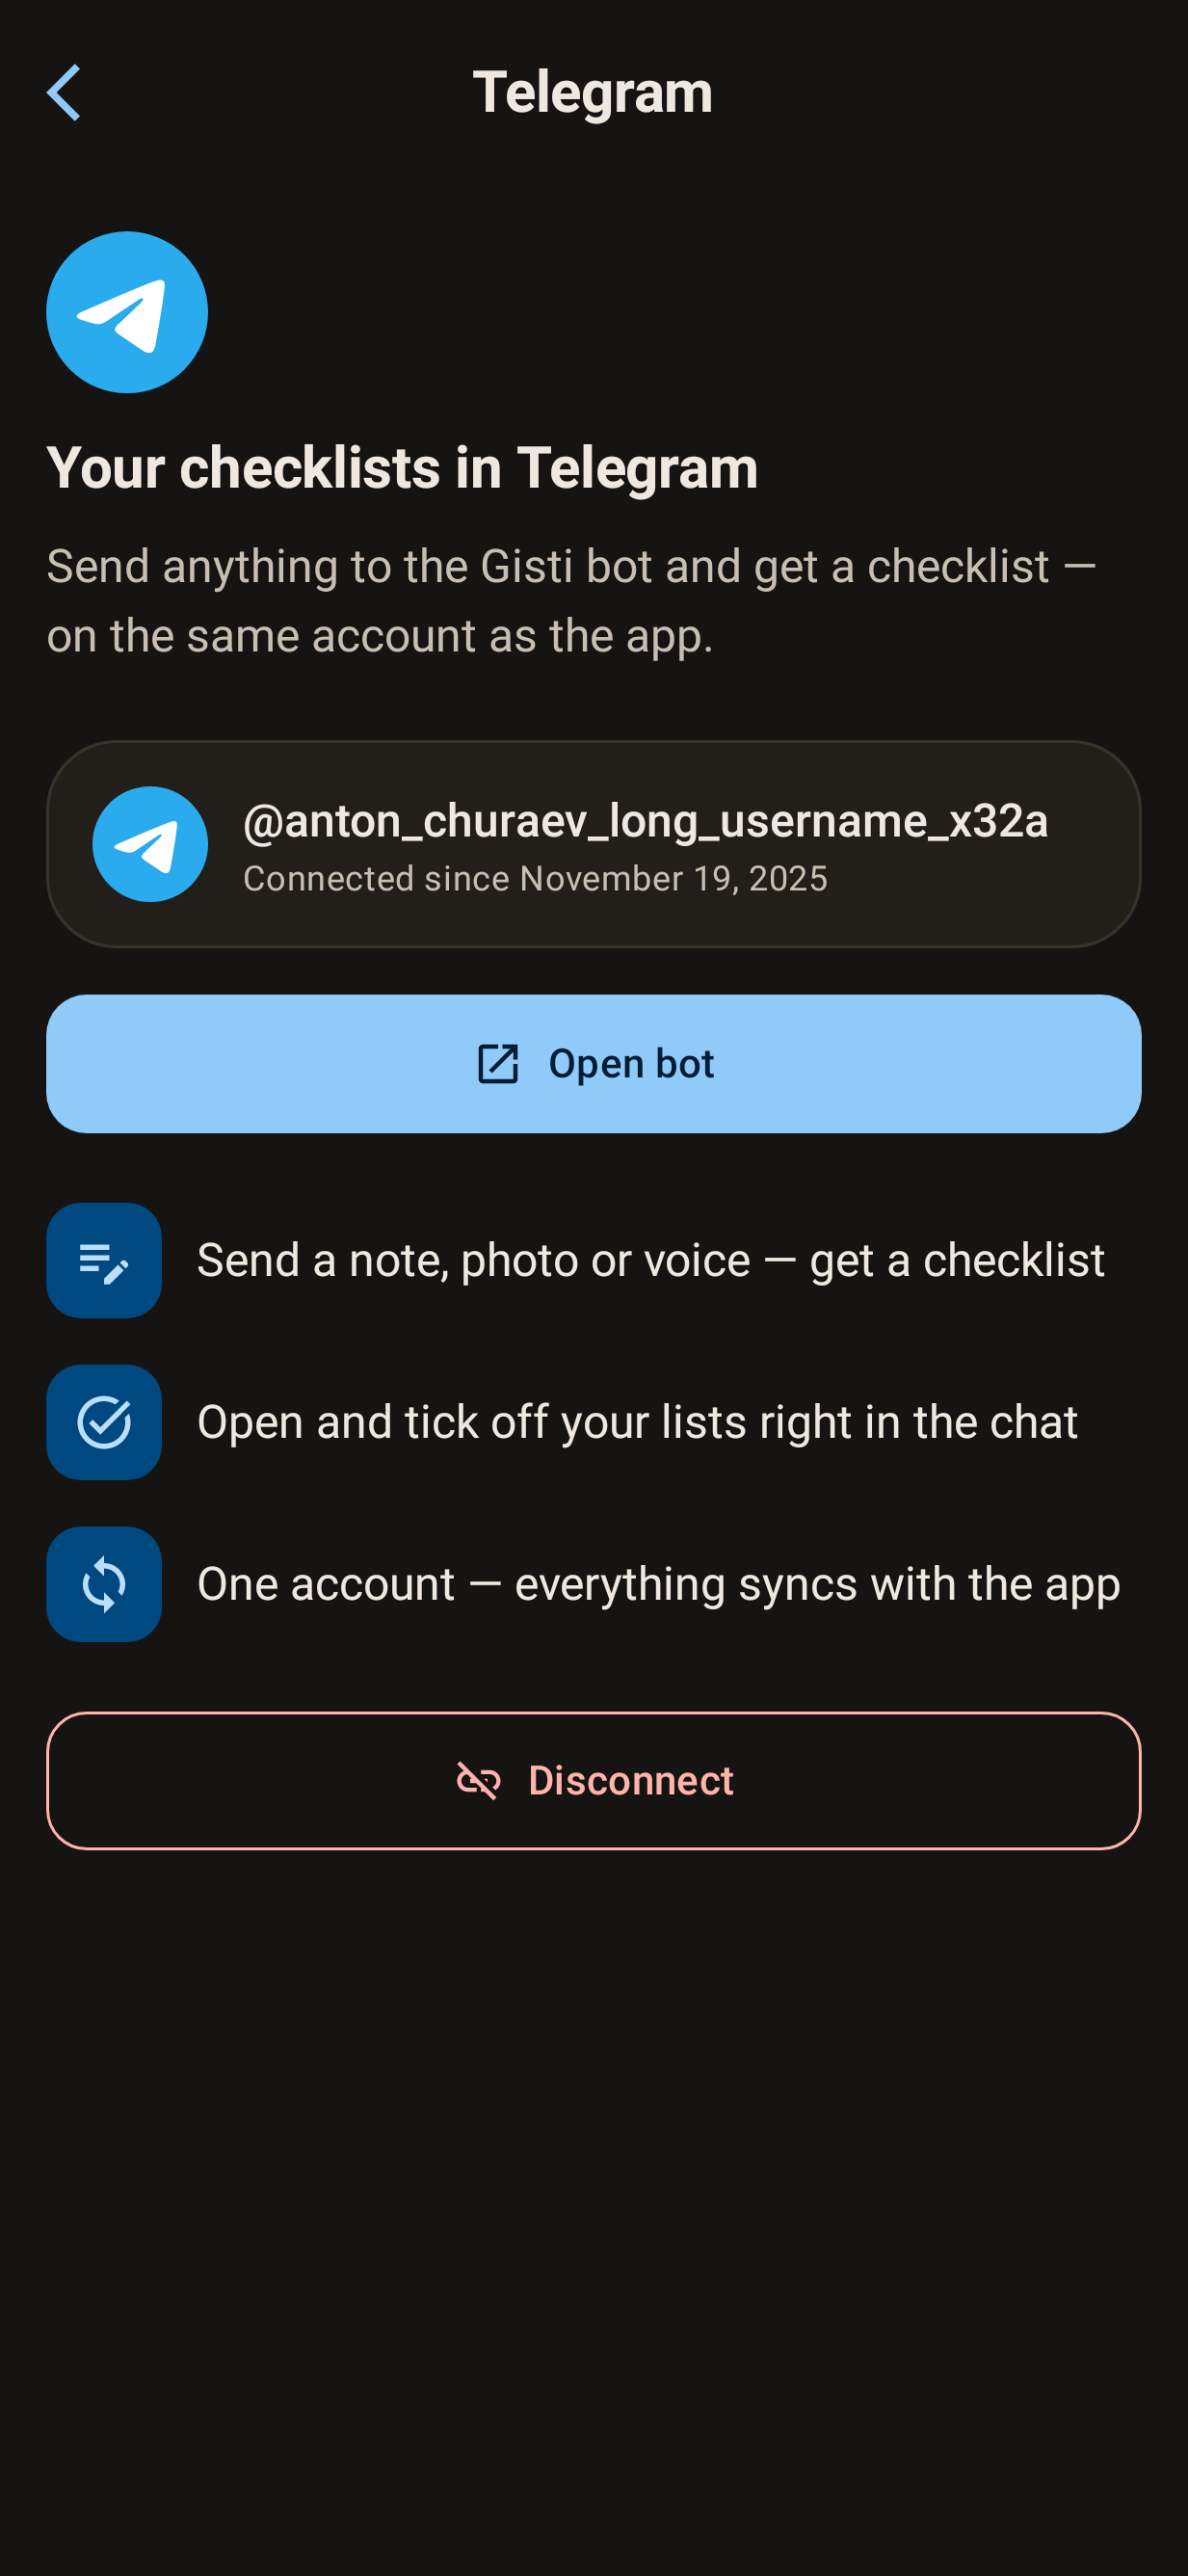 Telegram
Your checklists in Telegram
Send anything to the Gisti bot and get a checklist —
on the same account as the app.
@anton_churaev_long_username_x32a
Connected since November 19, 2025
Open bot
Send a note, photo or voice — get a checklist
Open and tick off your lists right in the chat
One account — everything syncs with the app
Disconnect